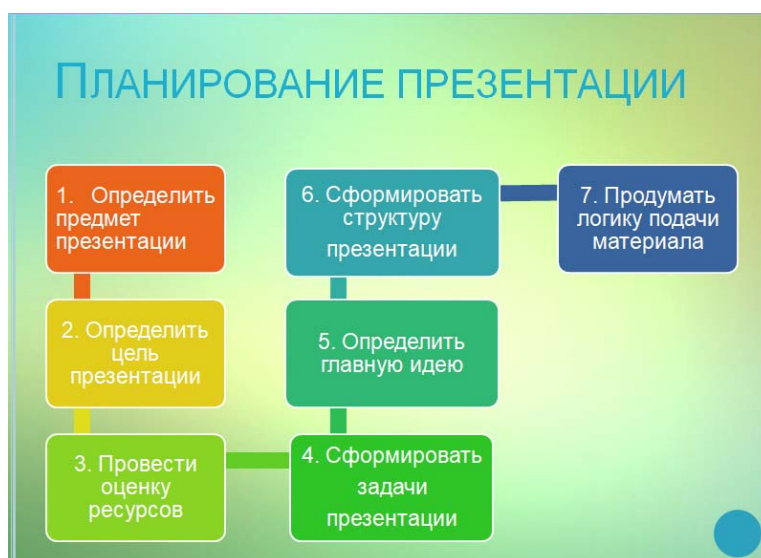 ПЛАНИРОВАНИЕ ПРЕЗЕНТАЦИИ
1. Определить
предмет
презентации
2. Определить
цель
презентации
3. Провести
оценку
ресурсов
4. Сформировать
задачи
презентации
5. Определить
главную идею
6. Сформировать
структуру
презентации
7. Продумать
логику подачи
материала